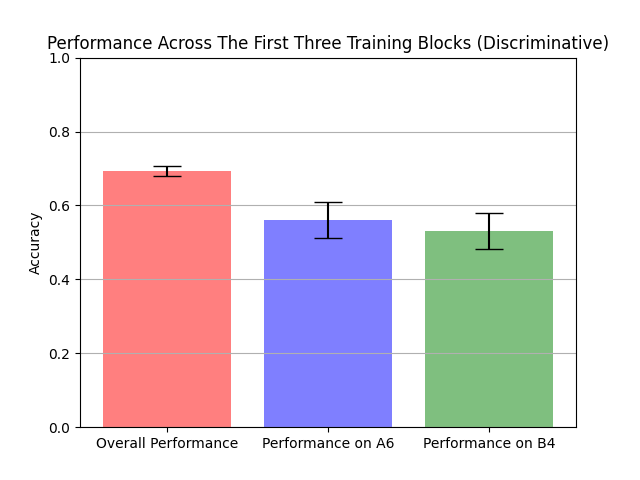 Performance Across The First Three Training Blocks (Discriminative)
1.0
0.8
0.6
0.4
0.2
0.0
Accuracy
Overall Performance
Performance on A6
Performance on B4